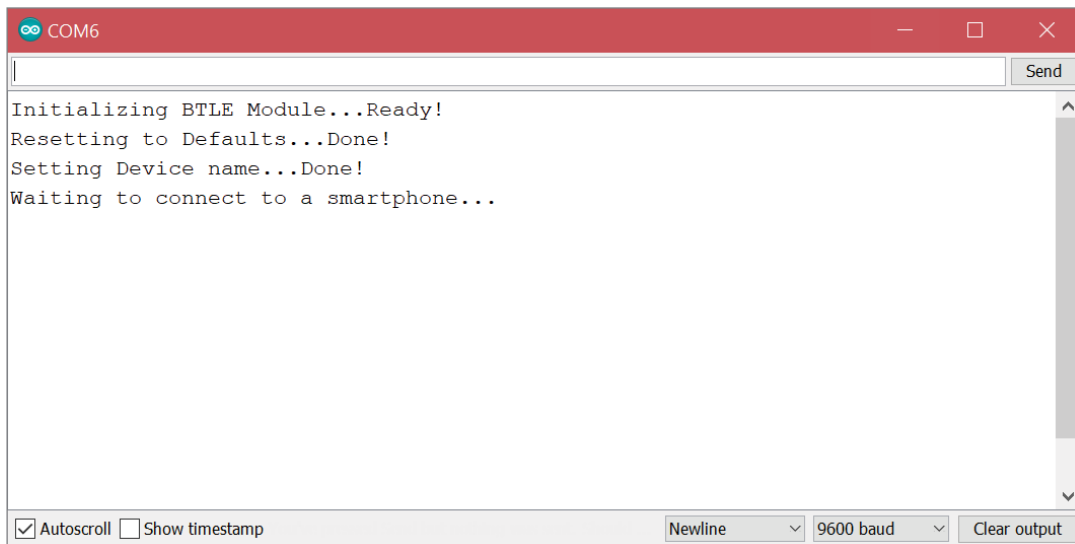 COM6
Send
Initializing BTLE Module...Ready!
Resetting to Defaults...Done!
Setting Device name...Done!
Waiting to connect to a smartphone...
Autoscroll Show timestamp Newline 9600 baud Clear output